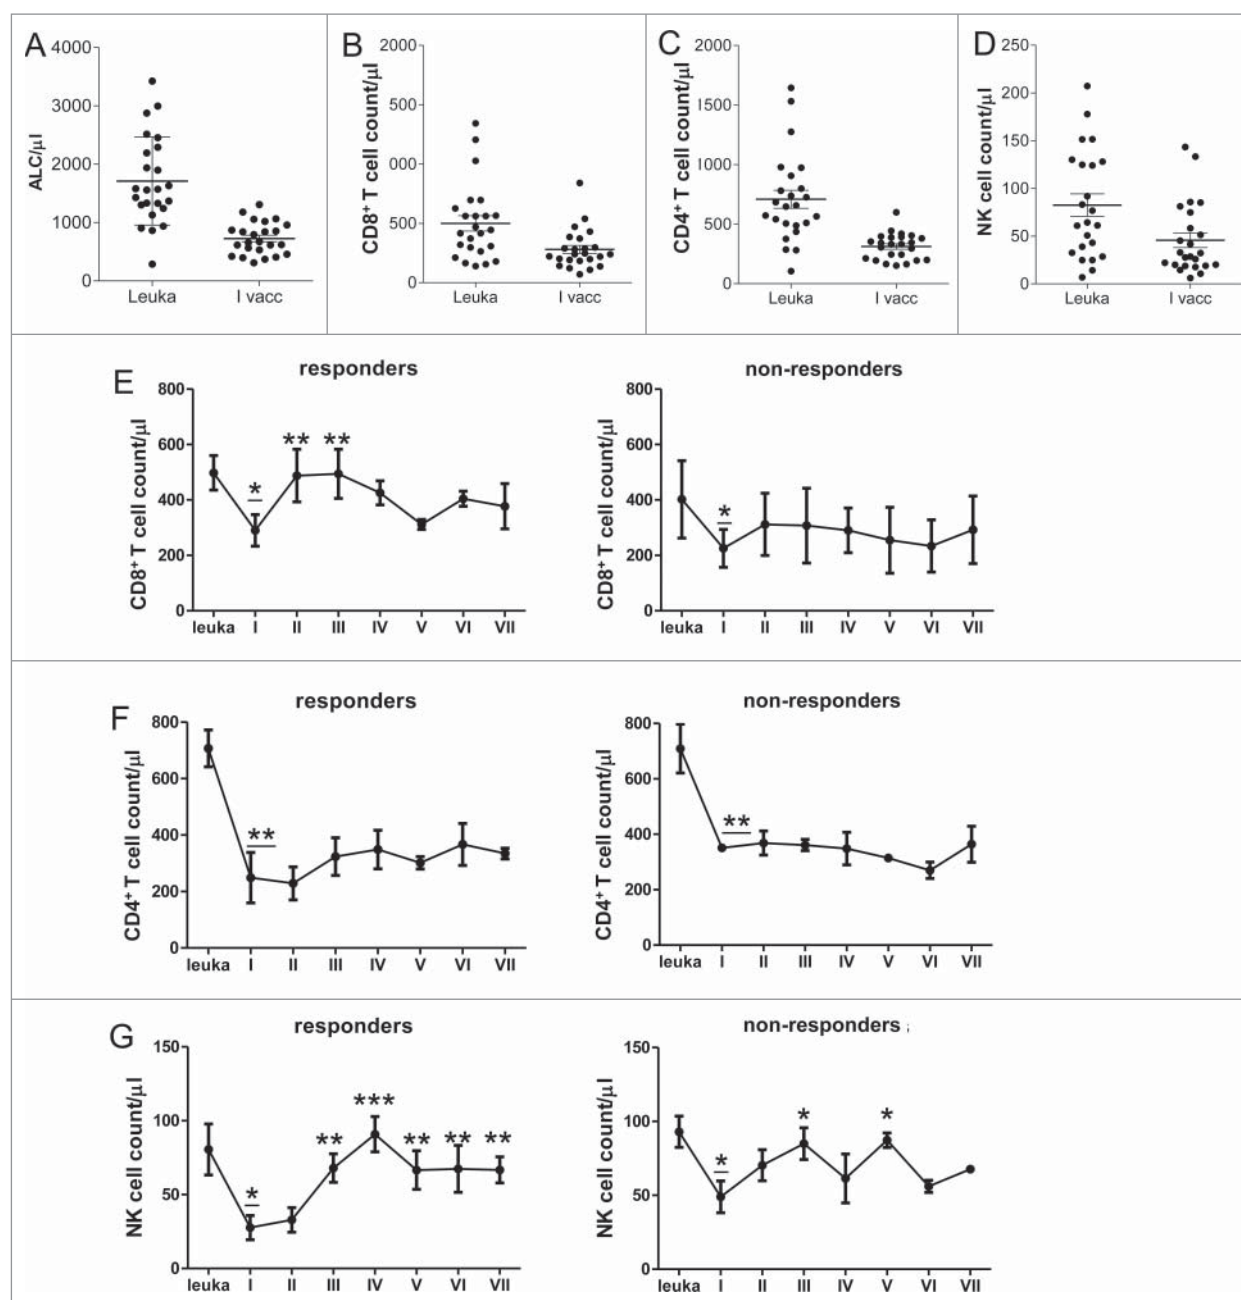 A
ALC/µl
4000
3000
2000
1000
0
Leuka I vacc
B
CD8⁺ T cell count/µl
2000
500
000
500
0
Leuka I vacc
C
CD4⁺ T cell count/µl
2000
1500
1000
500
0
Leuka I vacc
D
NK cell count/µl
250
200
150
100
50
0
Leuka I vacc
E
responders
CD8⁺ T cell count/µl
800
600
400
200
0
* ** **
leuka I II III IV V VI VII
non-responders
CD8⁺ T cell count/µl
800
600
400
200
0
*
leuka I II III IV V VI VII
F
responders
CD4⁺ T cell count/µl
800
600
400
200
0
**
leuka I II III IV V VI VII
non-responders
CD4⁺ T cell count/µl
800
600
400
200
0
**
leuka I II III IV V VI VII
G
responders
NK cell count/µl
150
100
50
0
* ** *** ** ** **
leuka I II III IV V VI VII
non-responders
NK cell count/µl
150
100
50
0
* * *
leuka I II III IV V VI VII